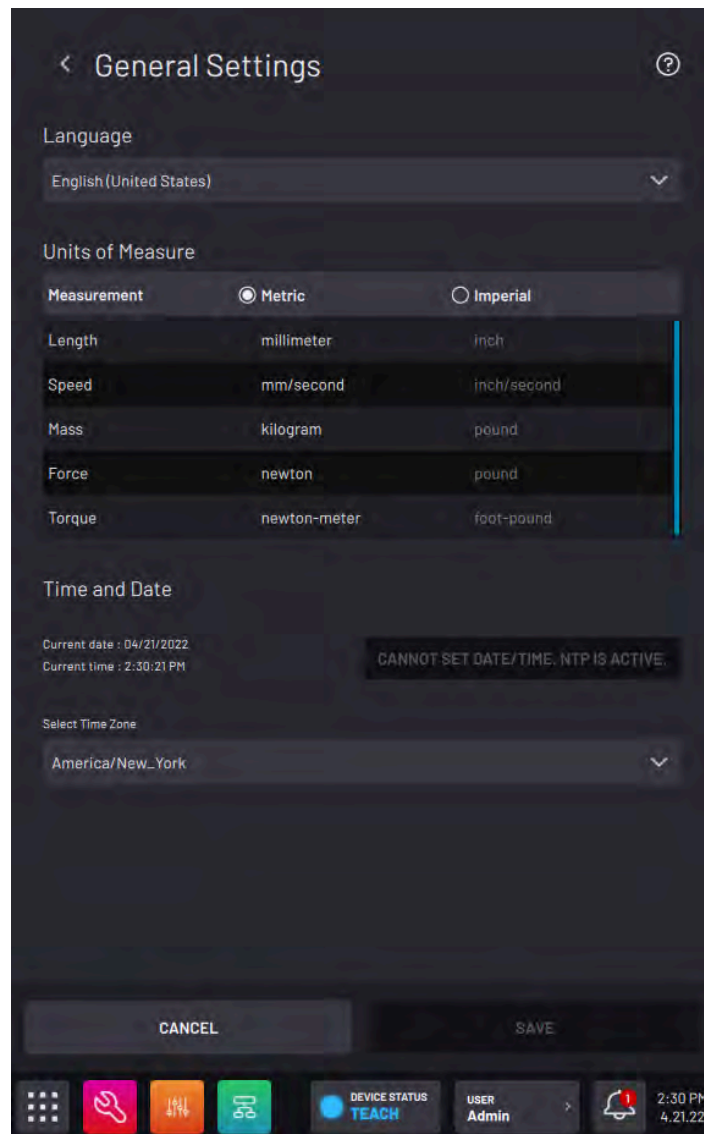 General Settings
Language
English (United States)
Units of Measure
Measurement Metric Imperial
Length millimeter inch
Speed mm/second inch/second
Mass kilogram pound
Force newton pound
Torque newton-meter foot-pound
Time and Date
Current date : 04/21/2022
Current time : 2:30:21 PM
CANNOT SET DATE/TIME. NTP IS ACTIVE.
Select Time Zone
America/New_York
CANCEL SAVE
DEVICE STATUS
TEACH
USER
Admin
1
2:30 PM
4.21.22